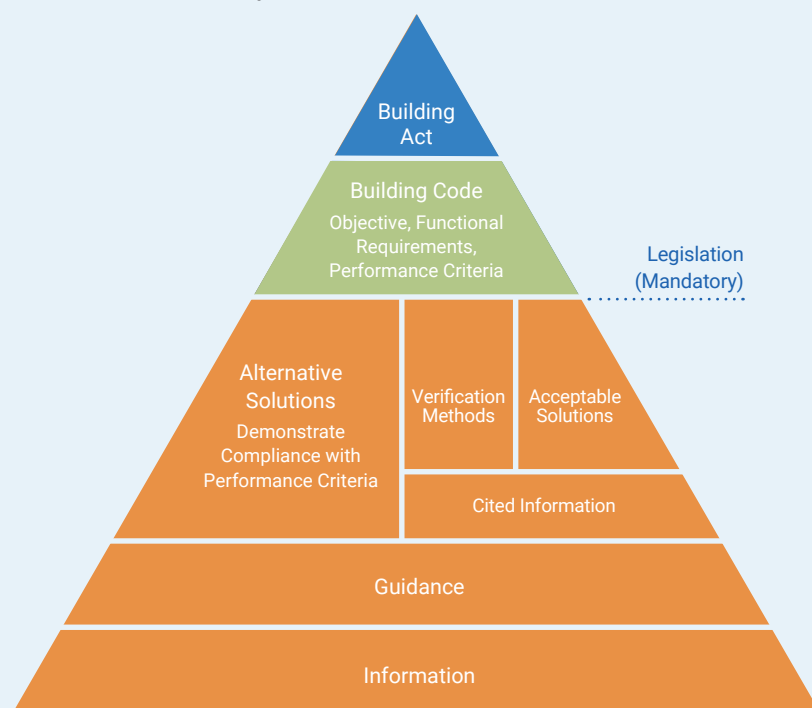 Building
Act
Building Code
Objective, Functional
Requirements,
Performance Criteria
Legislation
(Mandatory)
Alternative
Solutions
Demonstrate
Compliance with
Performance Criteria
Verification
Methods
Acceptable
Solutions
Cited Information
Guidance
Information